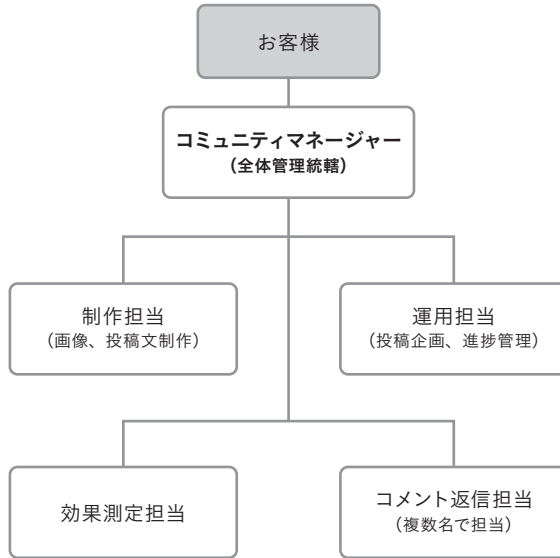 お客様
コミュニティマネージャー
(全体管理統轄)
制作担当
(画像、投稿文制作)
運用担当
(投稿企画、進捗管理)
効果測定担当
コメント返信担当
(複数名で担当)